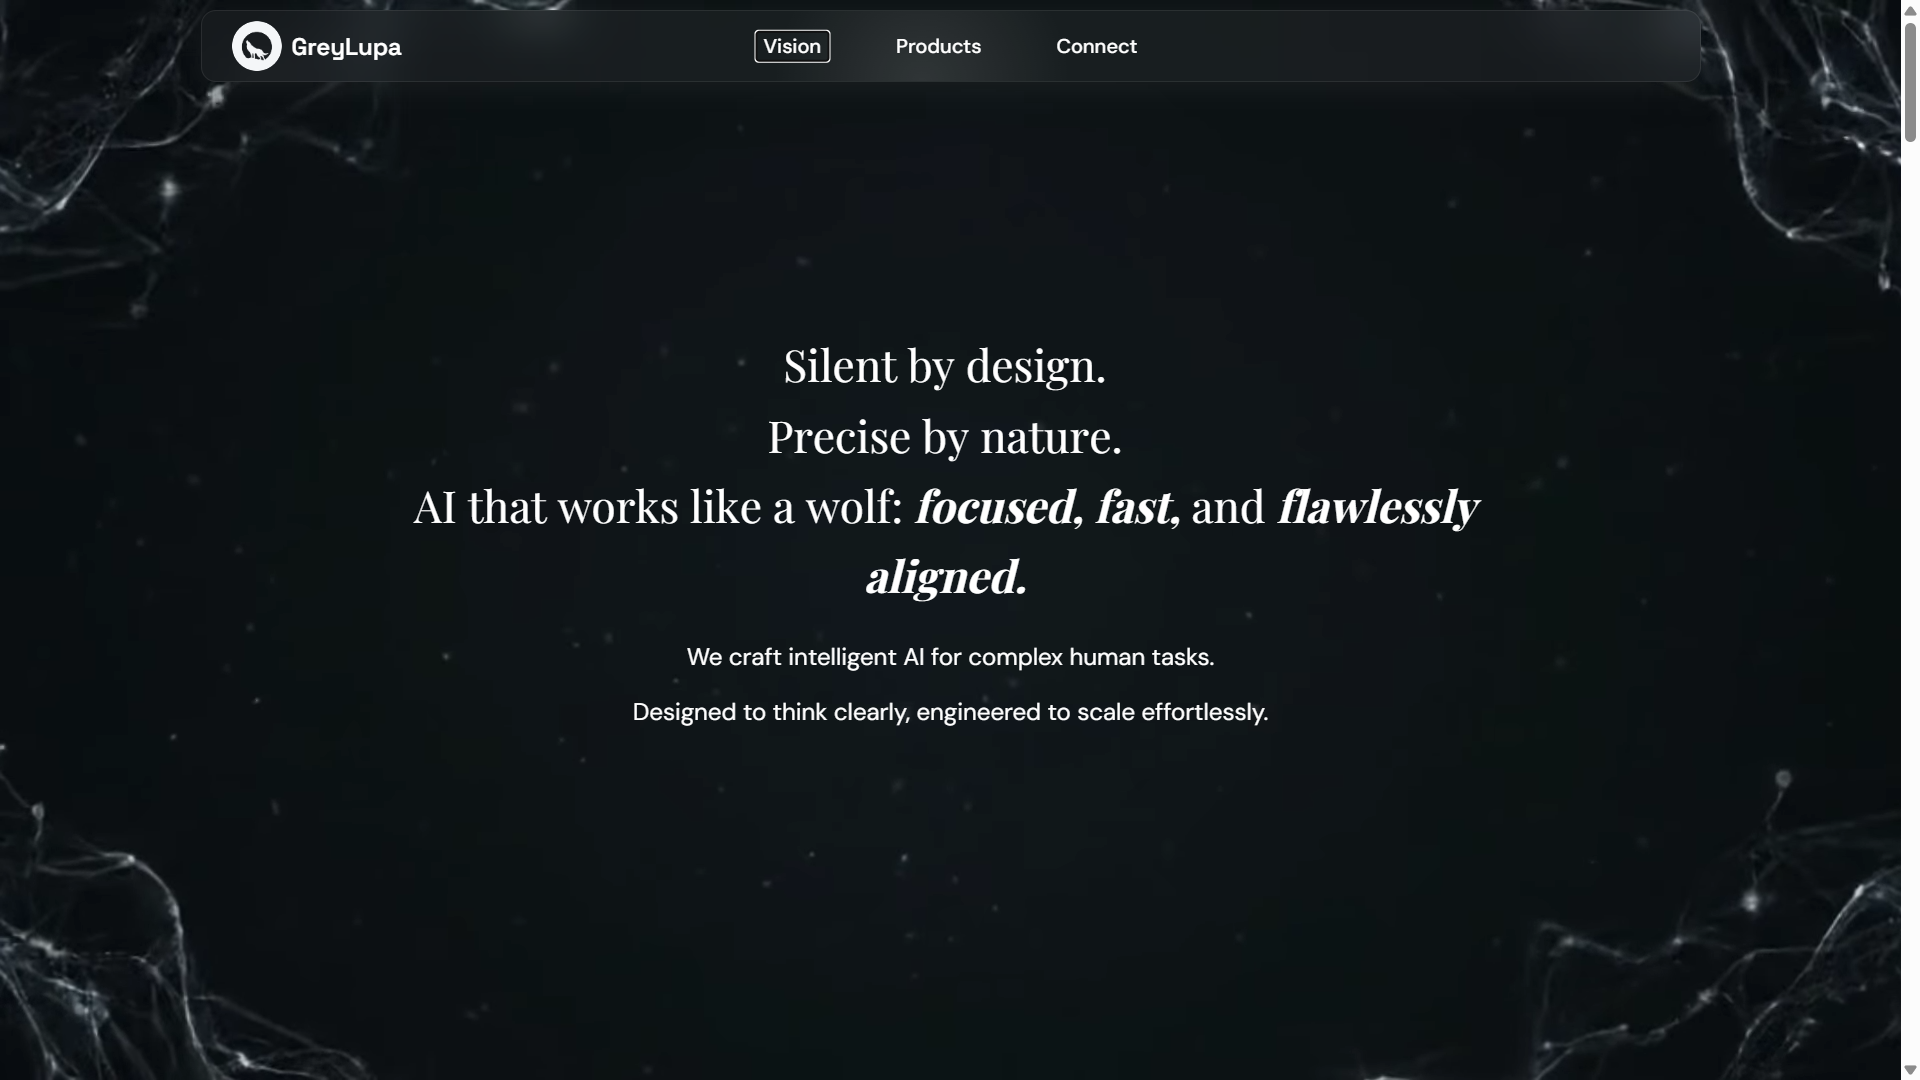 GreyLupa
Vision
Products
Connect
Silent by design.
Precise by nature.
AI that works like a wolf: focused, fast, and flawlessly
aligned.
We craft intelligent AI for complex human tasks.
Designed to think clearly, engineered to scale effortlessly.